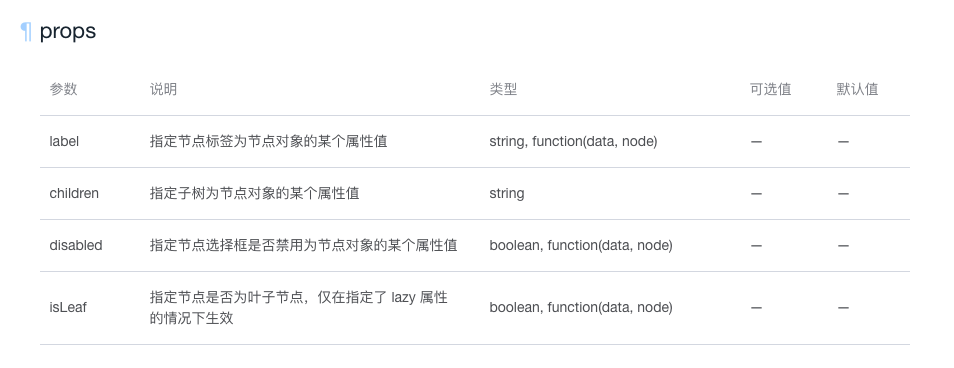 ¶ props
参数 说明 类型 可选值 默认值
label 指定节点标签为节点对象的某个属性值 string, function(data, node) — —
children 指定子树为节点对象的某个属性值 string — —
disabled 指定节点选择框是否禁用为节点对象的某个属性值 boolean, function(data, node) — —
isLeaf 指定节点是否为叶子节点，仅在指定了 lazy 属性 boolean, function(data, node) — —
的情况下生效